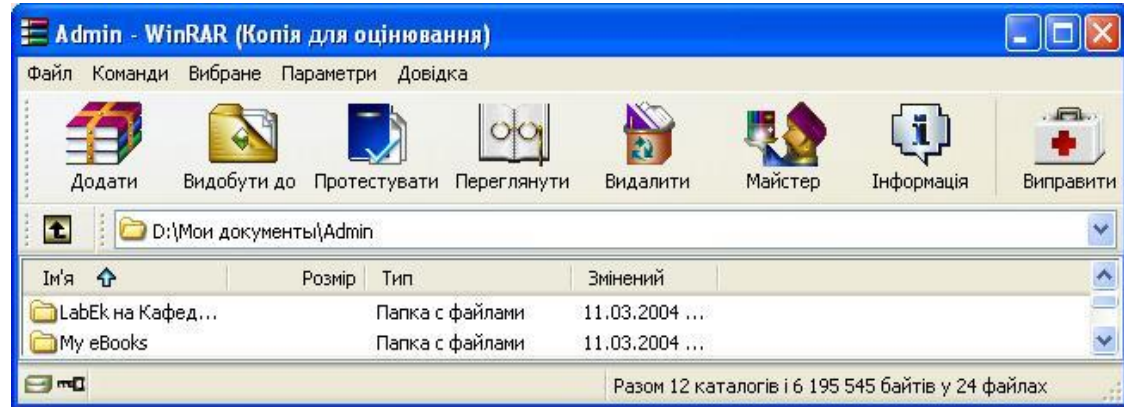 Admin - WinRAR (Копія для оцінювання)
Файл Команди Вибране Параметри Довідка
Додати Видобути до Протестувати Переглянути Видалити Майстер Інформація Виправити
D:\Мои документы\Admin
Ім'я Розмір Тип Змінений
LabEk на Кафед... Папка с файлами 11.03.2004 ...
My eBooks Папка с файлами 11.03.2004 ...
Разом 12 каталогів і 6 195 545 байтів у 24 файлах